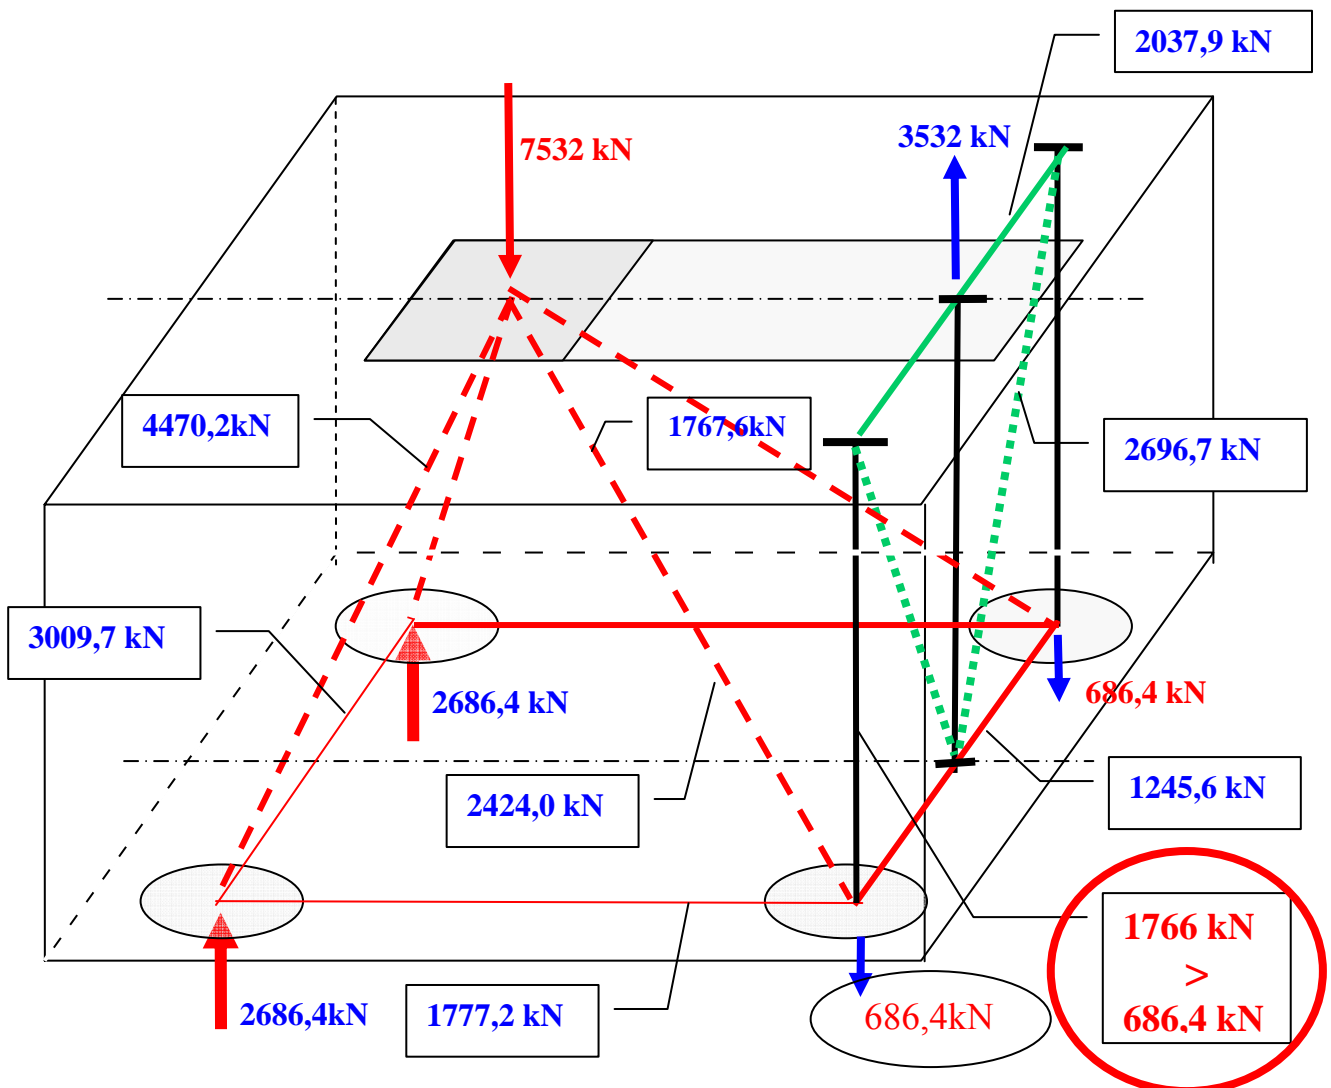 2037,9 kN
7532 kN
3532 kN
4470,2kN
1767,6kN
2696,7 kN
3009,7 kN
2686,4 kN
686,4 kN
2424,0 kN
1245,6 kN
1766 kN
>
686,4 kN
2686,4kN
1777,2 kN
686,4kN